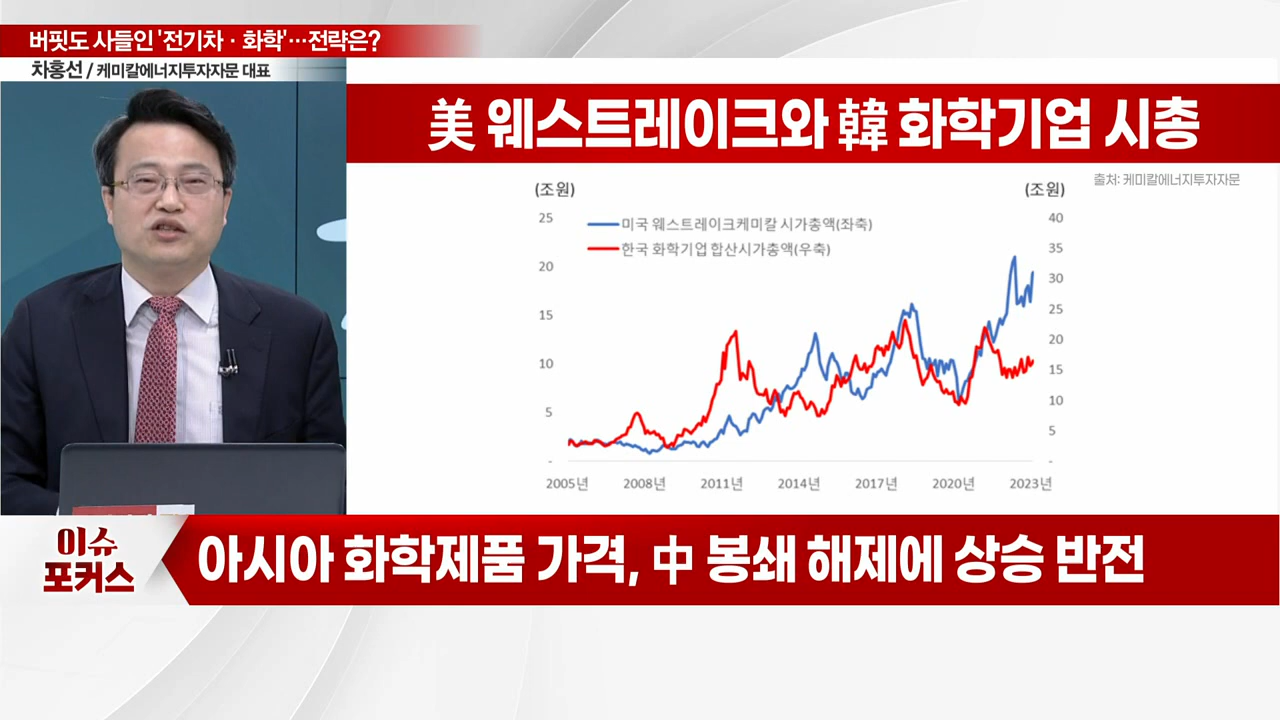 버핏도 사들인 '전기차 · 화학'…전략은?
차홍선 / 케미칼에너지투자자문 대표
美 웨스트레이크와 韓 화학기업 시총
출처: 케미칼에너지투자자문
(조원) (조원)
미국 웨스트레이크케미칼 시가총액(좌축)
한국 화학기업 합산시가총액(우축)
25 40
35
20 30
25
15 20
10 15
10
5 5
- -
2005년 2008년 2011년 2014년 2017년 2020년 2023년
이슈
포커스
아시아 화학제품 가격, 中 봉쇄 해제에 상승 반전